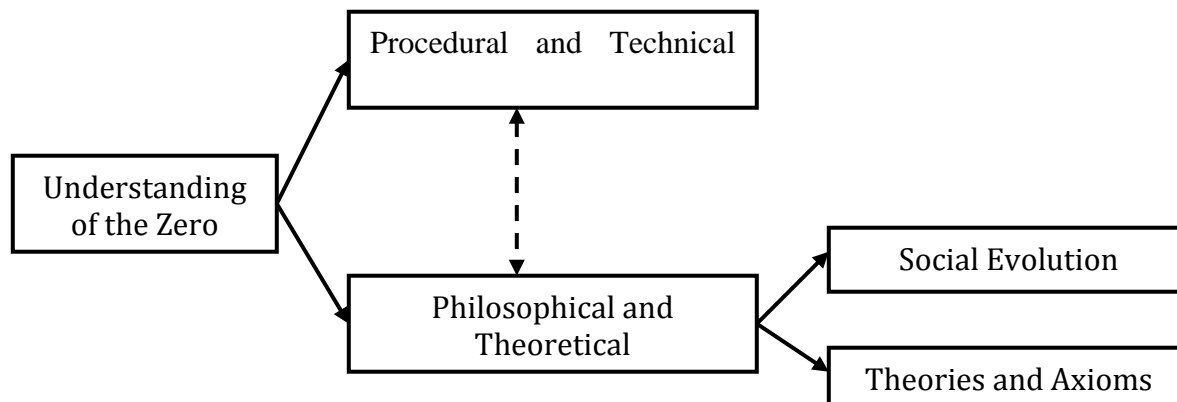 Procedural and Technical
Understanding
of the Zero
Social Evolution
Philosophical and
Theoretical
Theories and Axioms